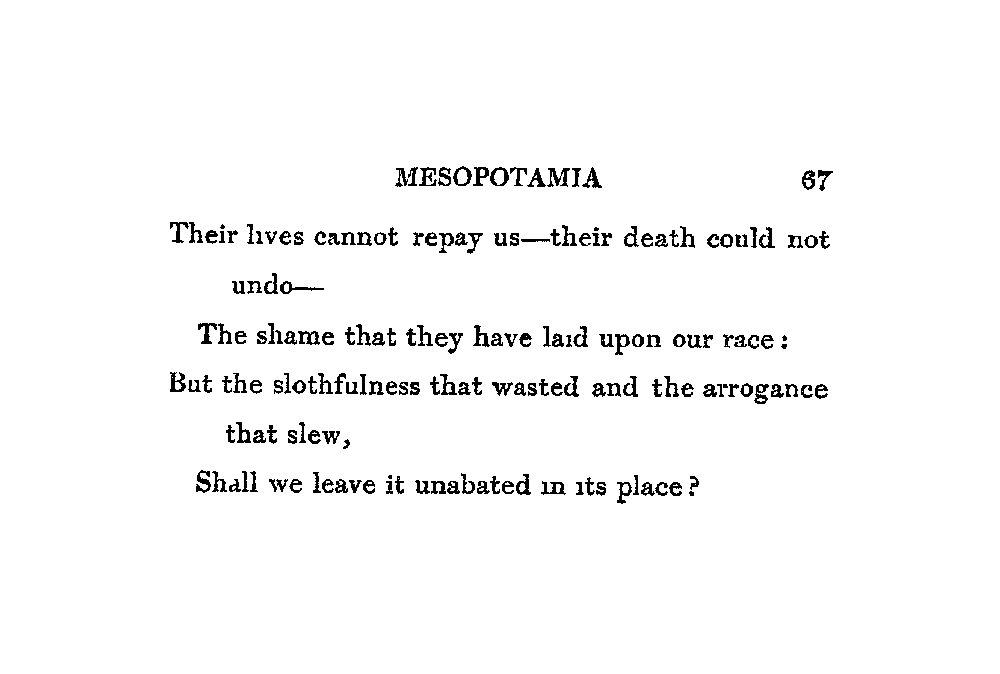 MESOPOTAMIA 67
Their lives cannot repay us—their death could not
undo—
The shame that they have laid upon our race:
But the slothfulness that wasted and the arrogance
that slew,
Shall we leave it unabated in its place?